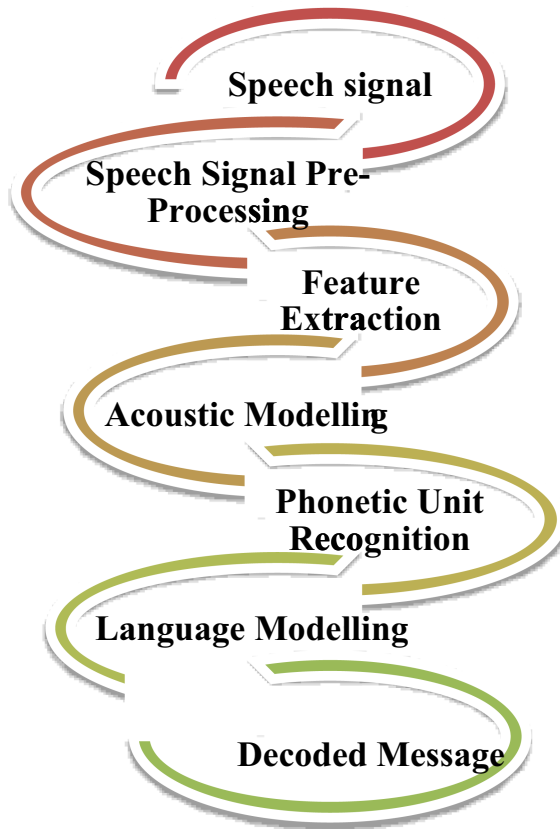 Speech signal
Speech Signal Pre-
Processing
Feature
Extraction
Acoustic Modelling
Phonetic Unit
Recognition
Language Modelling
Decoded Message